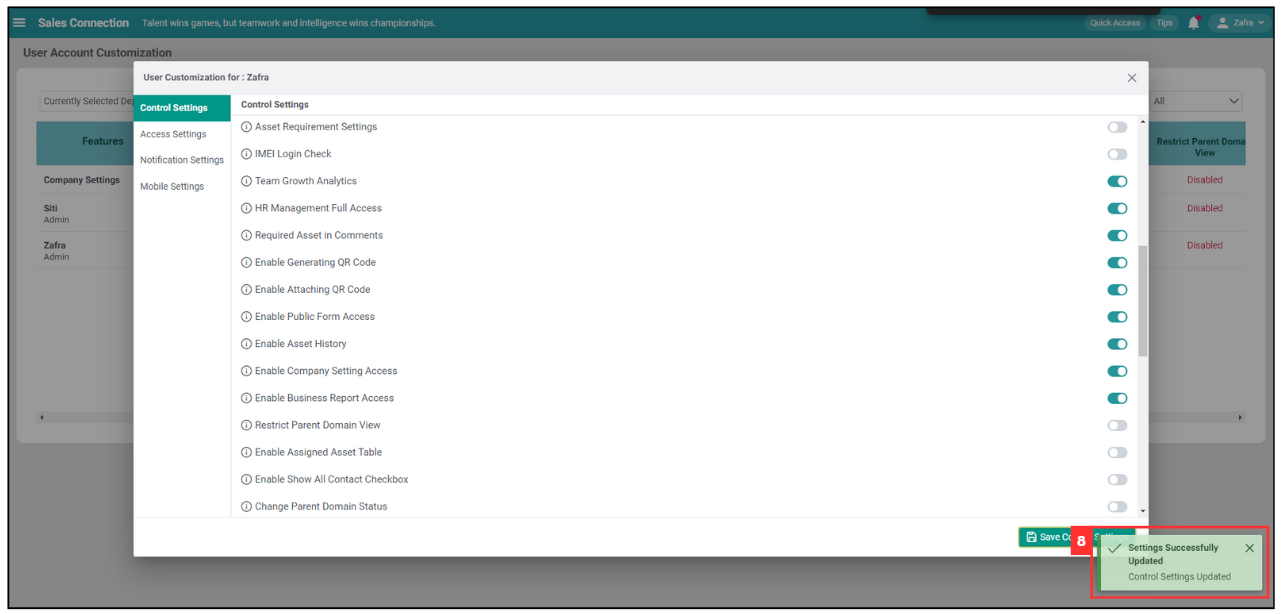 Sales Connection Talent wins games, but teamwork and intelligence wins championships. Quick Access Tips Zafra
User Account Customization
User Customization for : Zafra
Currently Selected De
All
Control Settings
Access Settings
Notification Settings
Mobile Settings
Control Settings
Asset Requirement Settings
IMEI Login Check
Team Growth Analytics
HR Management Full Access
Required Asset in Comments
Enable Generating QR Code
Enable Attaching QR Code
Enable Public Form Access
Enable Asset History
Enable Company Setting Access
Enable Business Report Access
Restrict Parent Domain View
Enable Assigned Asset Table
Enable Show All Contact Checkbox
Change Parent Domain Status
Features
Restrict Parent Doma
View
Company Settings
Disabled
Siti
Admin
Disabled
Zafra
Admin
Disabled
Save Co
8
Settings Successfully
Updated
Control Settings Updated